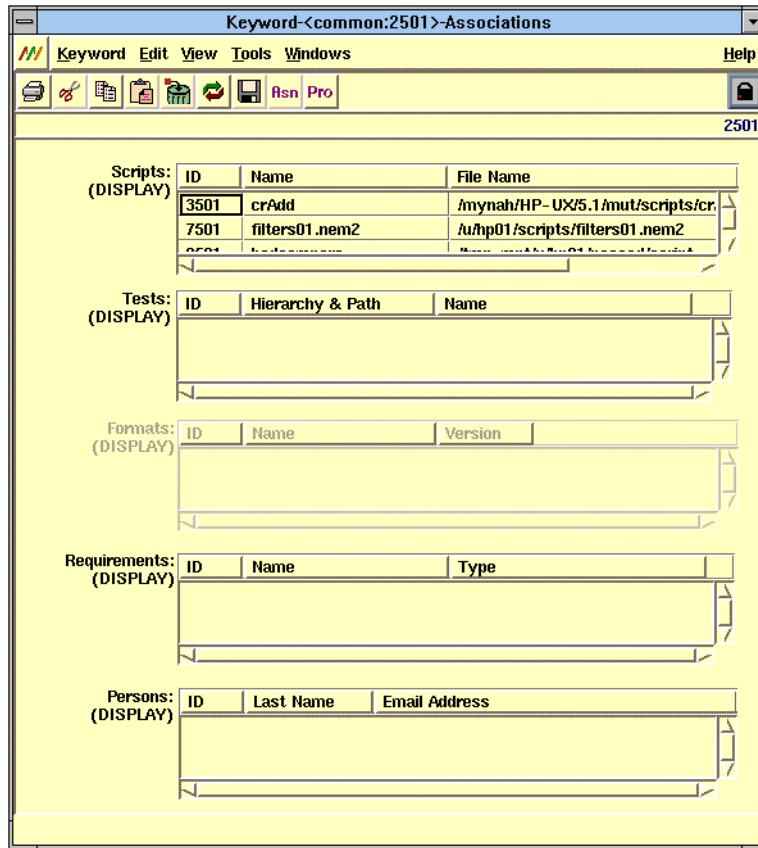 Keyword-<common:2501>-Associations
Keyword Edit View Tools Windows Help
Asn Pro
2501
Scripts: ID Name File Name
(DISPLAY)
3501 crAdd /mynah/HP-UX/5.1/mut/scripts/cr.
7501 filters01.nem2 /u/hp01/scripts/filters01.nem2
Tests: ID Hierarchy & Path Name
(DISPLAY)
Formats: ID Name Version
(DISPLAY)
Requirements: ID Name Type
(DISPLAY)
Persons: ID Last Name Email Address
(DISPLAY)